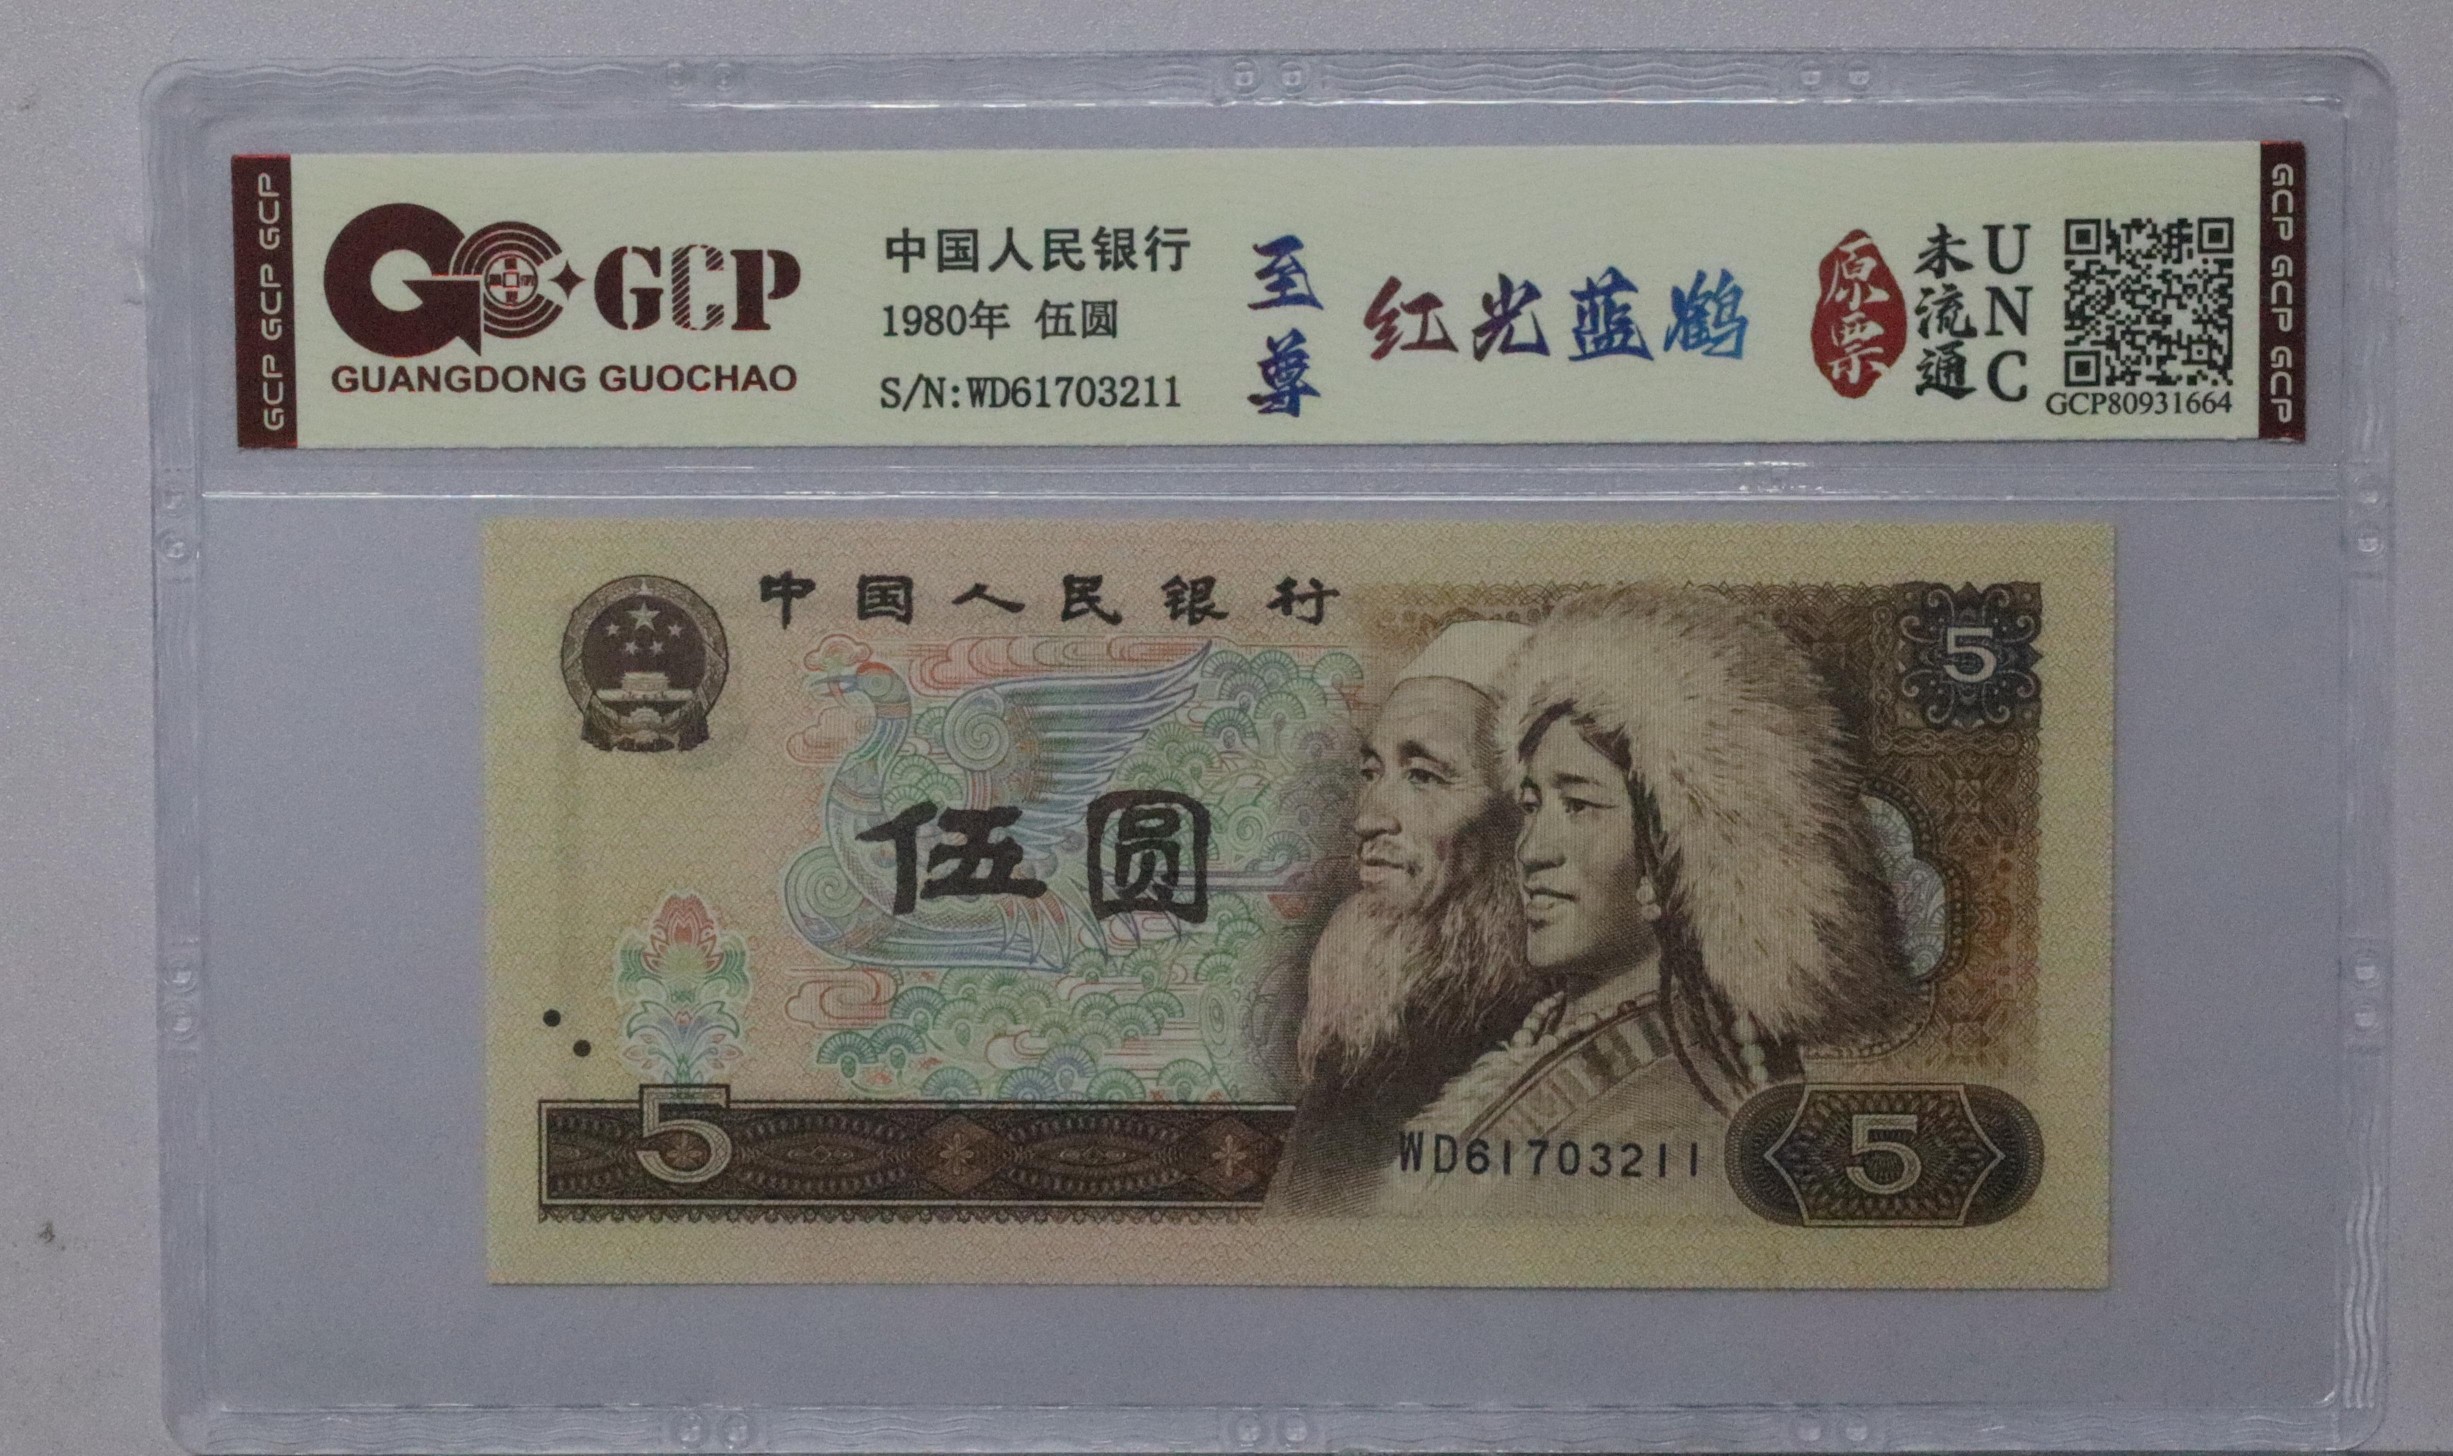 GCP GCP GCP
GCP
GUANGDONG GUOCHAO
中国人民银行
1980年 伍圆
S/N:WD61703211
至尊
红光蓝鹤
原票
未流通
UNC
GCP80931664
GCP GCP GCP
中国人民银行
5
伍圆
5
WD61703211
5